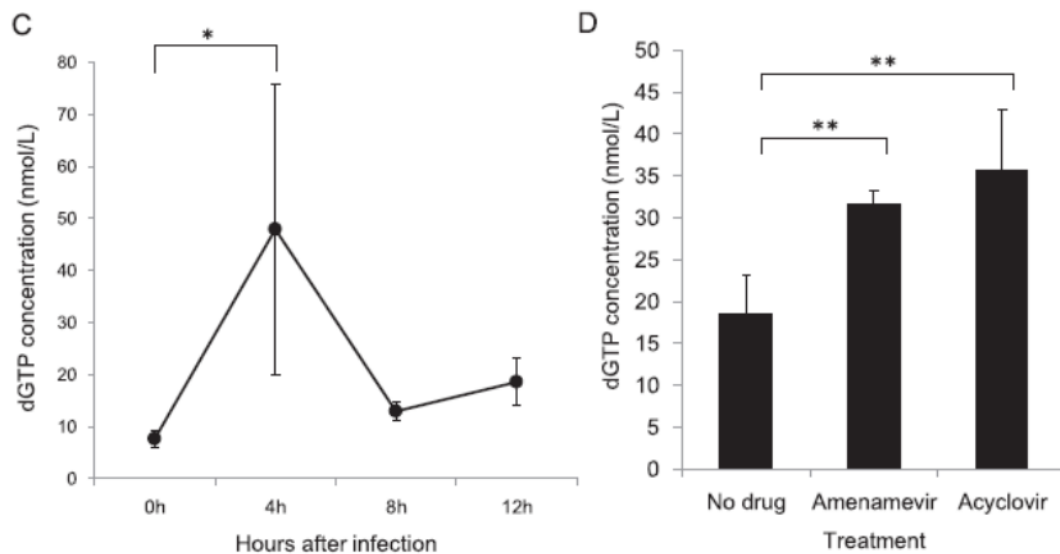 C
*
80
70
60
50
40
30
20
10
0
dGTP concentration (nmol/L)
0h 4h 8h 12h
Hours after infection
D
**
**
50
45
40
35
30
25
20
15
10
5
0
dGTP concentration (nmol/L)
No drug Amenamevir Acyclovir
Treatment